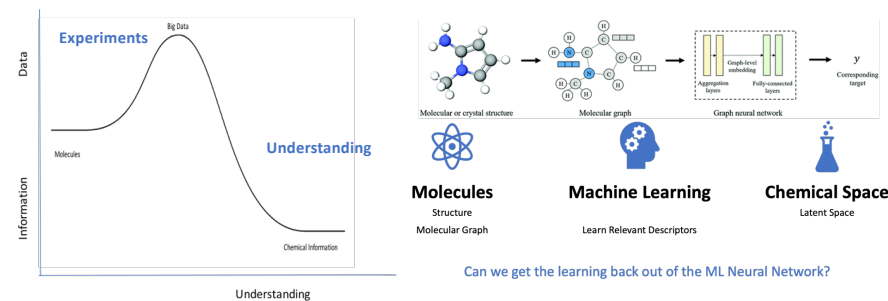 Data
Information
Experiments
Big Data
Molecules
Understanding
Chemical Information
Understanding
H
H
N
C
C
C
H
C
H
N
C
H
H
C
H
H
Molecular or crystal structure
Molecular graph
Aggregation
layers
Graph-level
embedding
Fully-connected
layers
Graph neural network
y
Corresponding
target
Molecules
Structure
Molecular Graph
Machine Learning
Learn Relevant Descriptors
Chemical Space
Latent Space
Can we get the learning back out of the ML Neural Network?